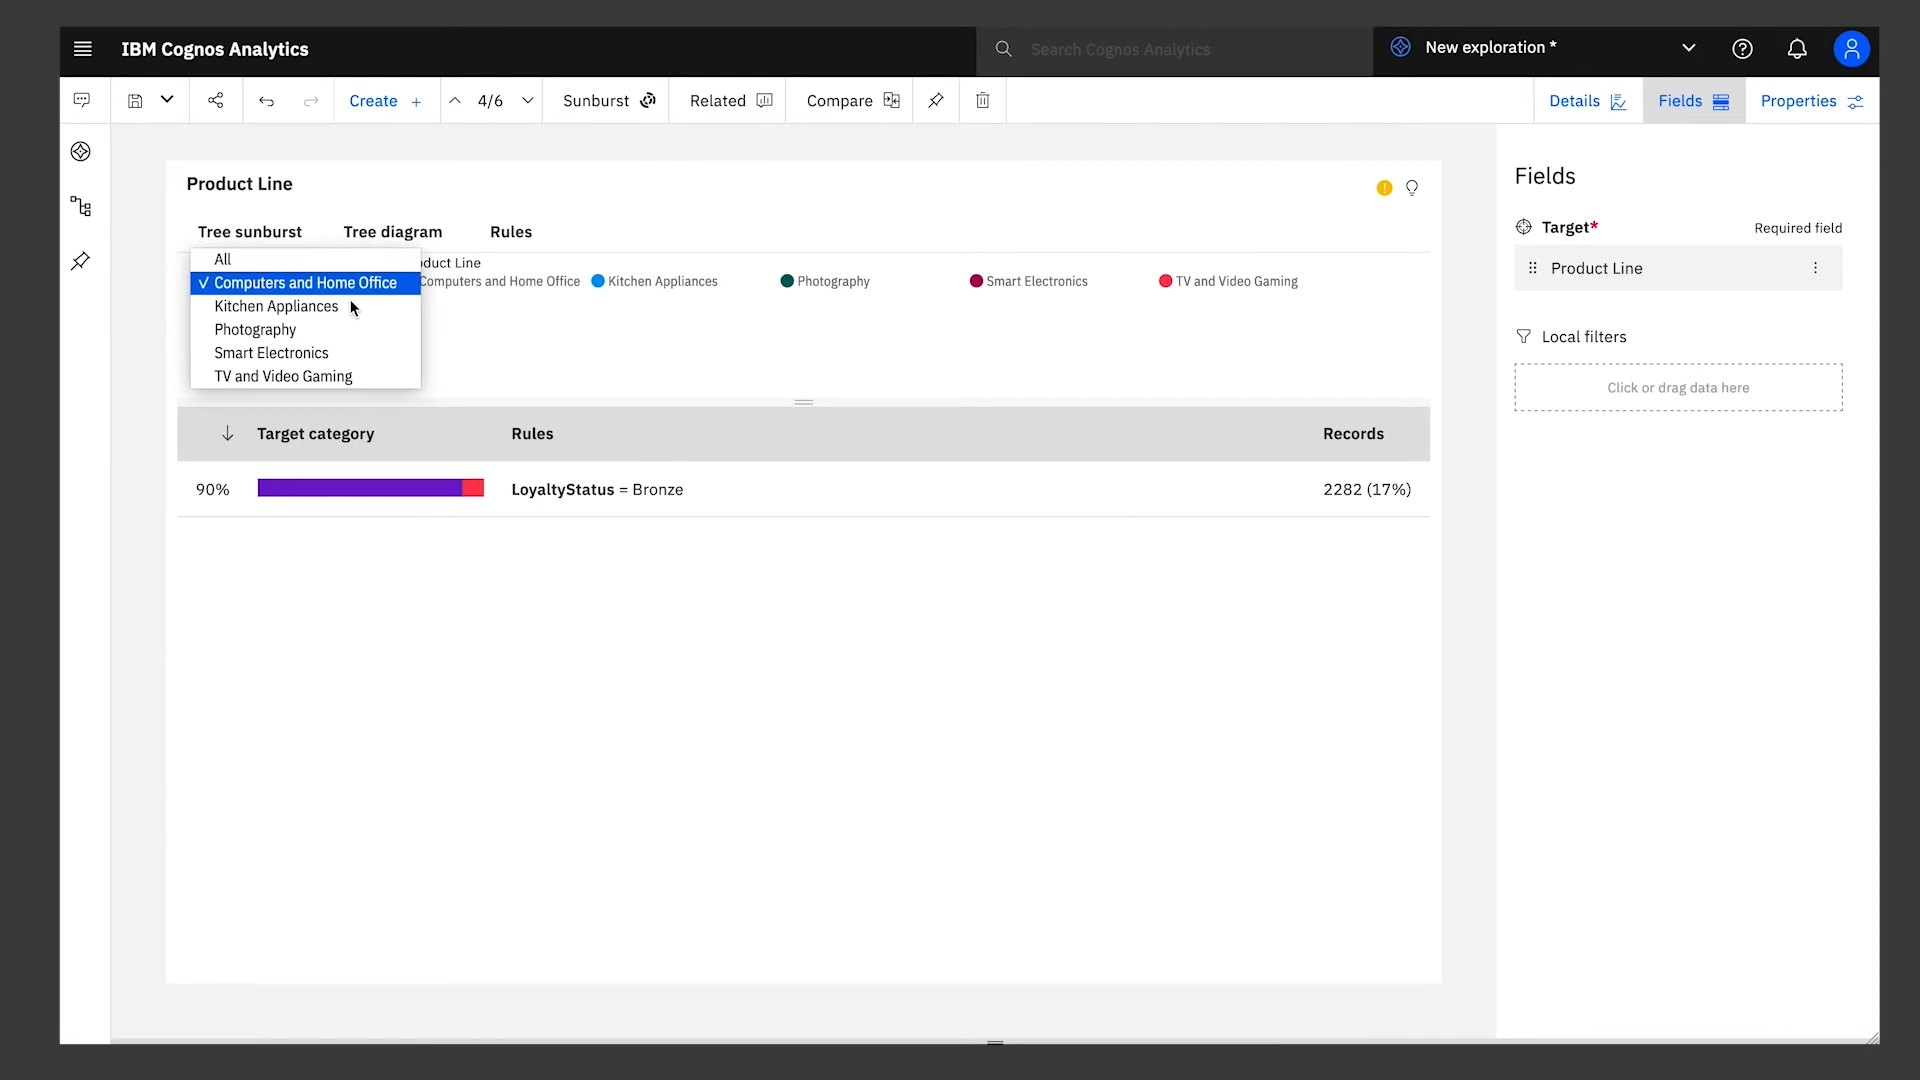 IBM Cognos Analytics
Search Cognos Analytics
New exploration *
Create +
4/6
Sunburst
Related
Compare
Details
Fields
Properties
Product Line
Tree sunburst
Tree diagram
Rules
All
✓ Computers and Home Office
Kitchen Appliances
Photography
Smart Electronics
TV and Video Gaming
duct Line
Computers and Home Office
Kitchen Appliances
Photography
Smart Electronics
TV and Video Gaming
Target category
Rules
Records
90%
LoyaltyStatus = Bronze
2282 (17%)
Fields
Target*
Required field
Product Line
Local filters
Click or drag data here